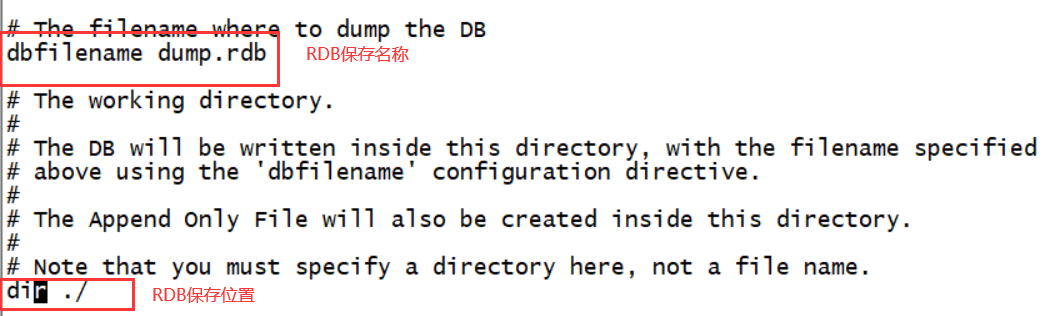 # The filename where to dump the DB
dbfilename dump.rdb
RDB保存名称
# The working directory.
#
# The DB will be written inside this directory, with the filename specified
# above using the 'dbfilename' configuration directive.
#
# The Append Only File will also be created inside this directory.
#
# Note that you must specify a directory here, not a file name.
dir ./
RDB保存位置